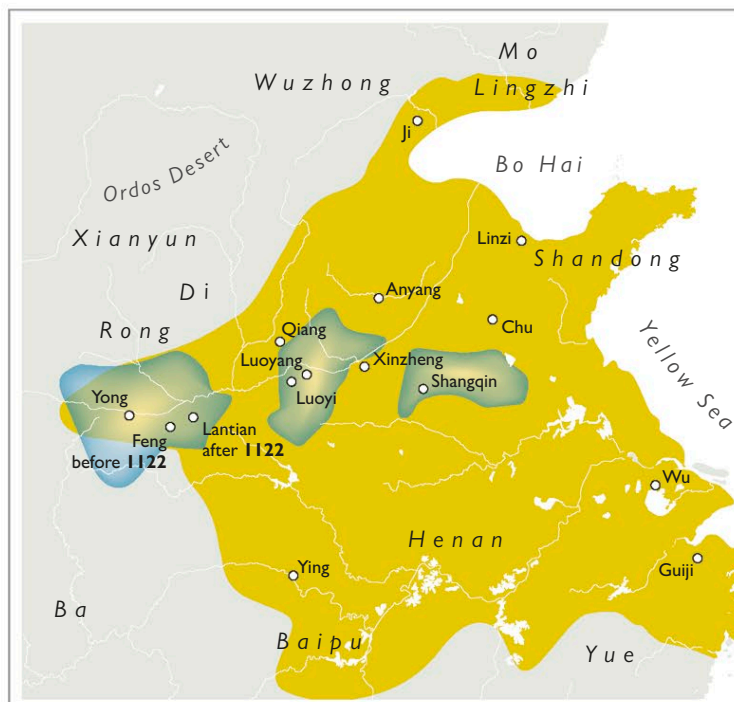 Mo
Wuzhong
Lingzhi
Ji
Bo Hai
Ordos Desert
Xianyun
Linzi
Shandong
Di
Anyang
Chu
Rong
Qiang
Yellow Sea
Luoyang
Xinzheng
Luoyi
Shangqin
Yong
Feng
Lantian
before 1122
after 1122
Wu
Henan
Guiji
Ying
Ba
Baipu
Yue